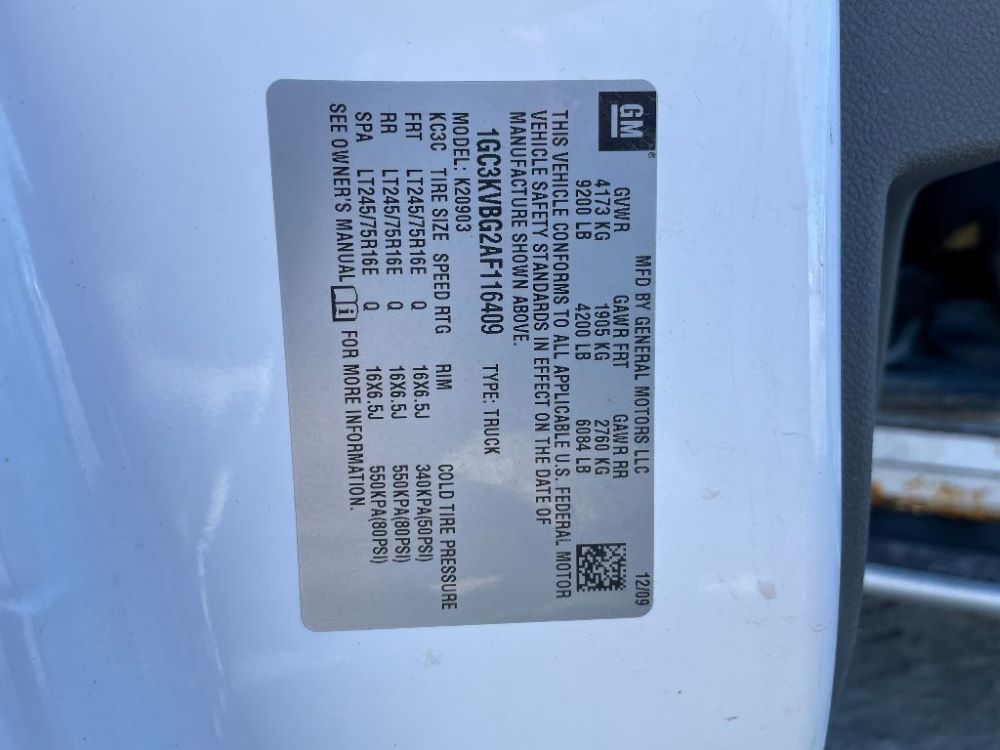 GM ®
MFD BY GENERAL MOTORS LLC 12/09
GVWR GAWR FRT GAWR RR
4173 KG 1905 KG 2760 KG
9200 LB 4200 LB 6084 LB
THIS VEHICLE CONFORMS TO ALL APPLICABLE U.S. FEDERAL MOTOR
VEHICLE SAFETY STANDARDS IN EFFECT ON THE DATE OF
MANUFACTURE SHOWN ABOVE.
1GC3KVBG2AF116409 TYPE: TRUCK
MODEL: K20903
KC3C TIRE SIZE SPEED RTG RIM COLD TIRE PRESSURE
FRT LT245/75R16E Q 16X6.5J 340KPA(50PSI)
RR LT245/75R16E Q 16X6.5J 550KPA(80PSI)
SPA LT245/75R16E Q 16X6.5J 550KPA(80PSI)
SEE OWNER'S MANUAL i FOR MORE INFORMATION.